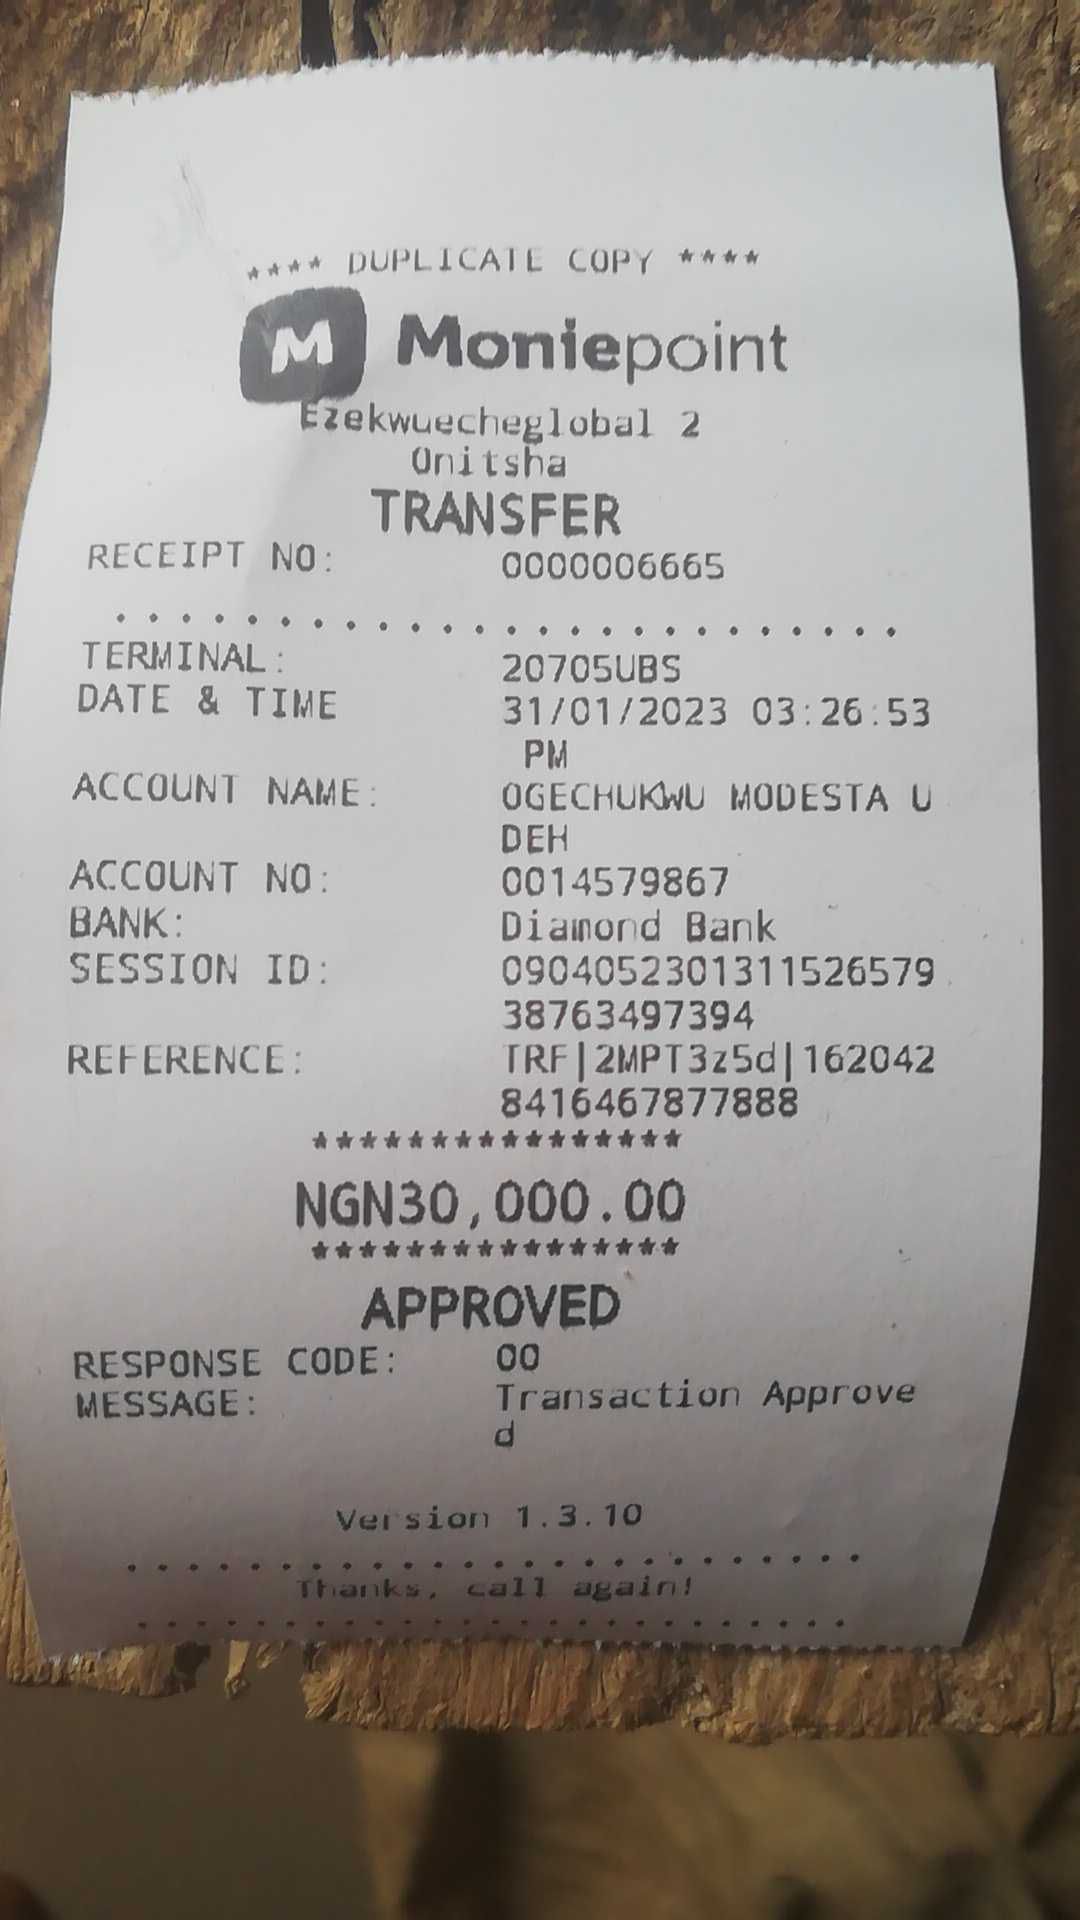 **** DUPLICATE COPY ****
M Moniepoint
Ezekwuecheglobal 2
Onitsha
TRANSFER
RECEIPT NO: 0000006665
TERMINAL: 20705UBS
DATE & TIME 31/01/2023 03:26:53
PM
ACCOUNT NAME: OGECHUKWU MODESTA U
DEH
ACCOUNT NO: 0014579867
BANK: Diamond Bank
SESSION ID: 0904052301311526579
38763497394
REFERENCE: TRF|2MPT3z5d|162042
8416467877888
****************
NGN30,000.00
****************
APPROVED
RESPONSE CODE: 00
MESSAGE: Transaction Approve
d
Version 1.3.10
Thanks, call again!